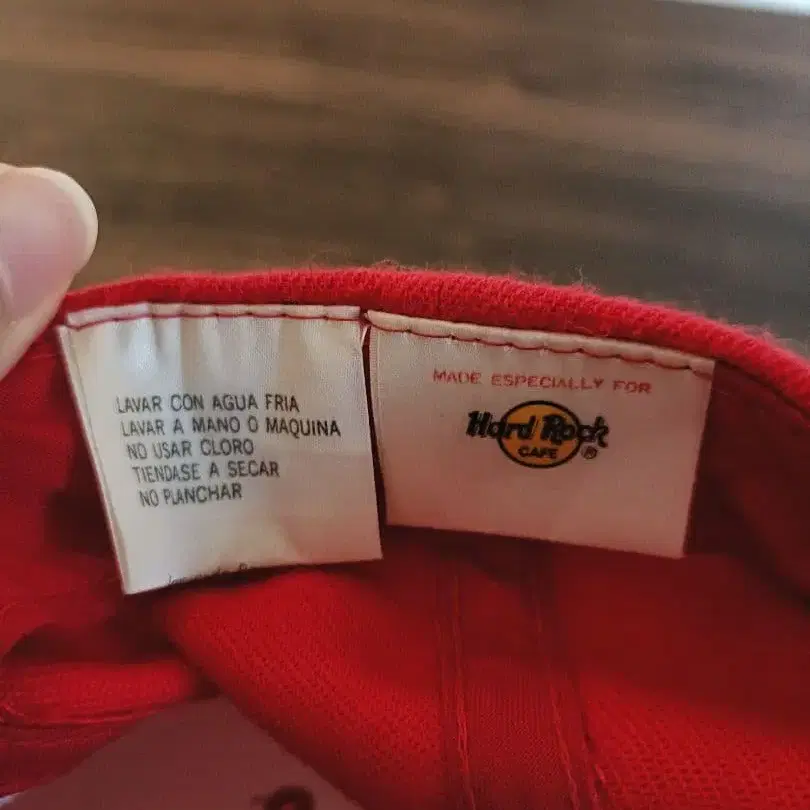 LAVAR CON AGUA FRIA
LAVAR A MANO O MAQUINA
NO USAR CLORO
TIENDASE A SECAR
NO PLANCHAR
MADE ESPECIALLY FOR
Hard Rock
CAFE ®